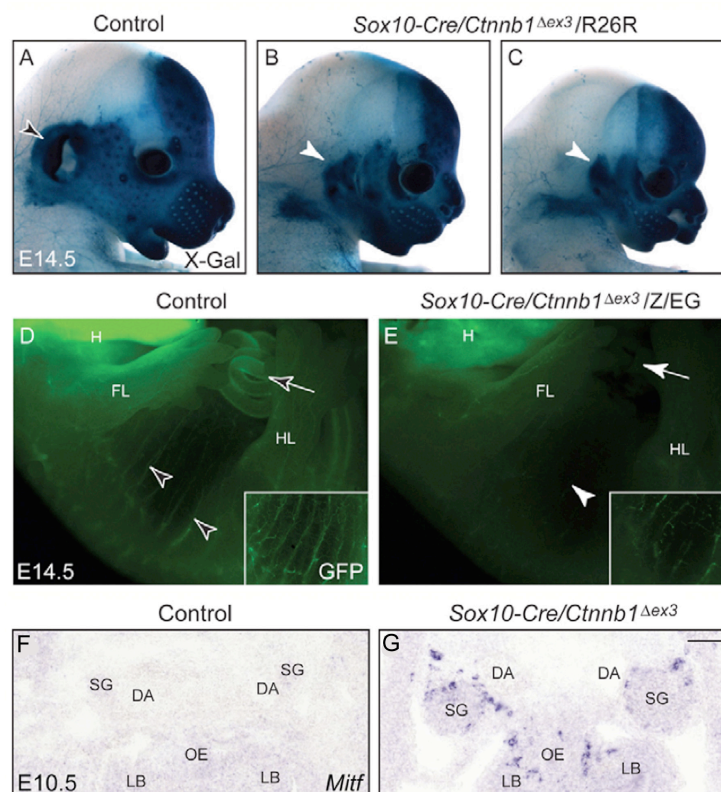 Control Sox10-Cre/Ctnnb1Δex3/R26R
A B C
E14.5 X-Gal
Control Sox10-Cre/Ctnnb1Δex3/Z/EG
D H E H
FL FL
HL HL
E14.5 GFP
Control Sox10-Cre/Ctnnb1Δex3
F G
SG SG DA DA
DA DA SG SG
OE OE
LB LB LB LB
E10.5 Mitf